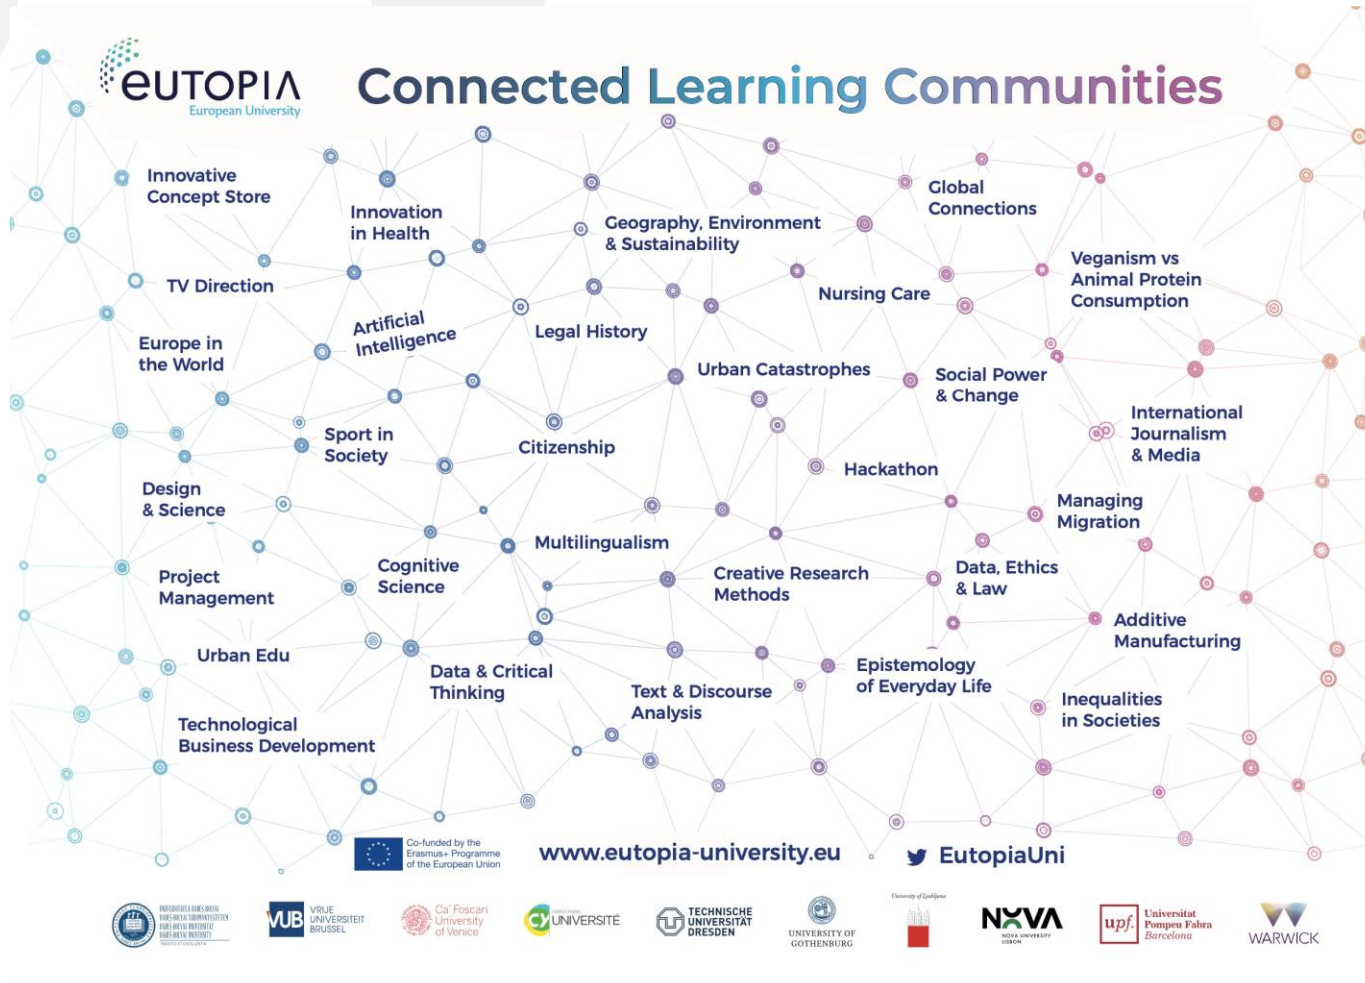 eUTOPIA
European University
Connected Learning Communities
Innovative
Concept Store
Innovation
in Health
Geography, Environment
& Sustainability
Global
Connections
TV Direction
Nursing Care
Veganism vs
Animal Protein
Consumption
Europe in
the World
Artificial
Intelligence
Legal History
Urban Catastrophes
Social Power
& Change
Sport in
Society
Citizenship
Hackathon
International
Journalism
& Media
Design
& Science
Multilingualism
Managing
Migration
Project
Management
Cognitive
Science
Creative Research
Methods
Data, Ethics
& Law
Urban Edu
Data & Critical
Thinking
Text & Discourse
Analysis
Epistemology
of Everyday Life
Additive
Manufacturing
Technological
Business Development
Inequalities
in Societies
Co-funded by the
Erasmus+ Programme
of the European Union
www.eutopia-university.eu
EutopiaUni
VUB
VRIJE
UNIVERSITEIT
BRUSSEL
Ca' Foscari
University
of Venice
CY UNIVERSITÉ
TECHNISCHE
UNIVERSITÄT
DRESDEN
UNIVERSITY OF
GOTHENBURG
University of Ljubljana
NOVA
NOVA UNIVERSITY
LISBON
upf.
Universitat
Pompeu Fabra
Barcelona
WARWICK